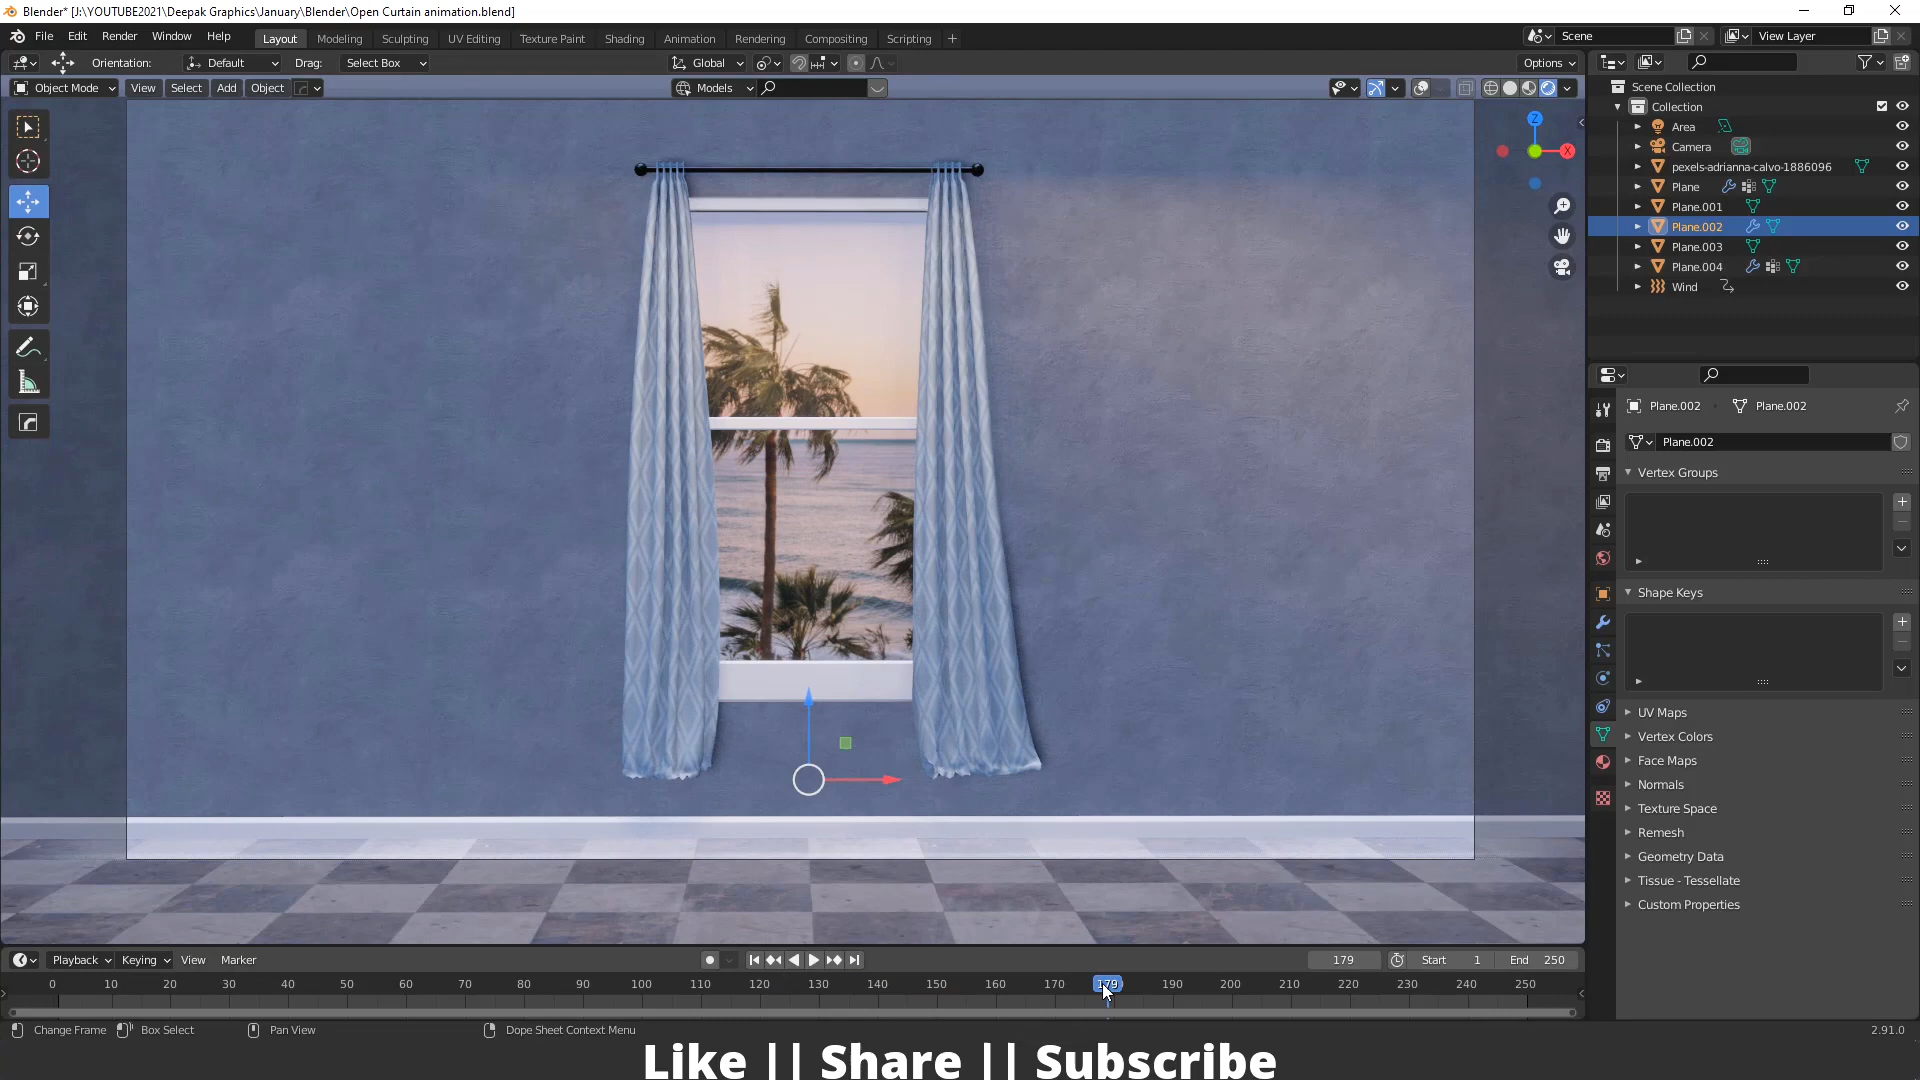 Blender* [J:\YOUTUBE2021\Deepak Graphics\January\Blender\Open Curtain animation.blend]
File Edit Render Window Help Layout Modeling Sculpting UV Editing Texture Paint Shading Animation Rendering Compositing Scripting Scene View Layer
Orientation: Default Drag: Select Box Global Options
Object Mode View Select Add Object Models
Z
X
Scene Collection
Collection
Area
Camera
pexels-adrianna-calvo-1886096
Plane
Plane.001
Plane.002
Plane.003
Plane.004
Wind
Plane.002 Plane.002
Plane.002
Vertex Groups
Shape Keys
UV Maps
Vertex Colors
Face Maps
Normals
Texture Space
Remesh
Geometry Data
Tissue - Tessellate
Custom Properties
Playback Keying View Marker 179 Start 1 End 250
0 10 20 30 40 50 60 70 80 90 100 110 120 130 140 150 160 170 179 190 200 210 220 230 240 250
Change Frame Box Select Pan View Dope Sheet Context Menu 2.91.0
Like || Share || Subscribe